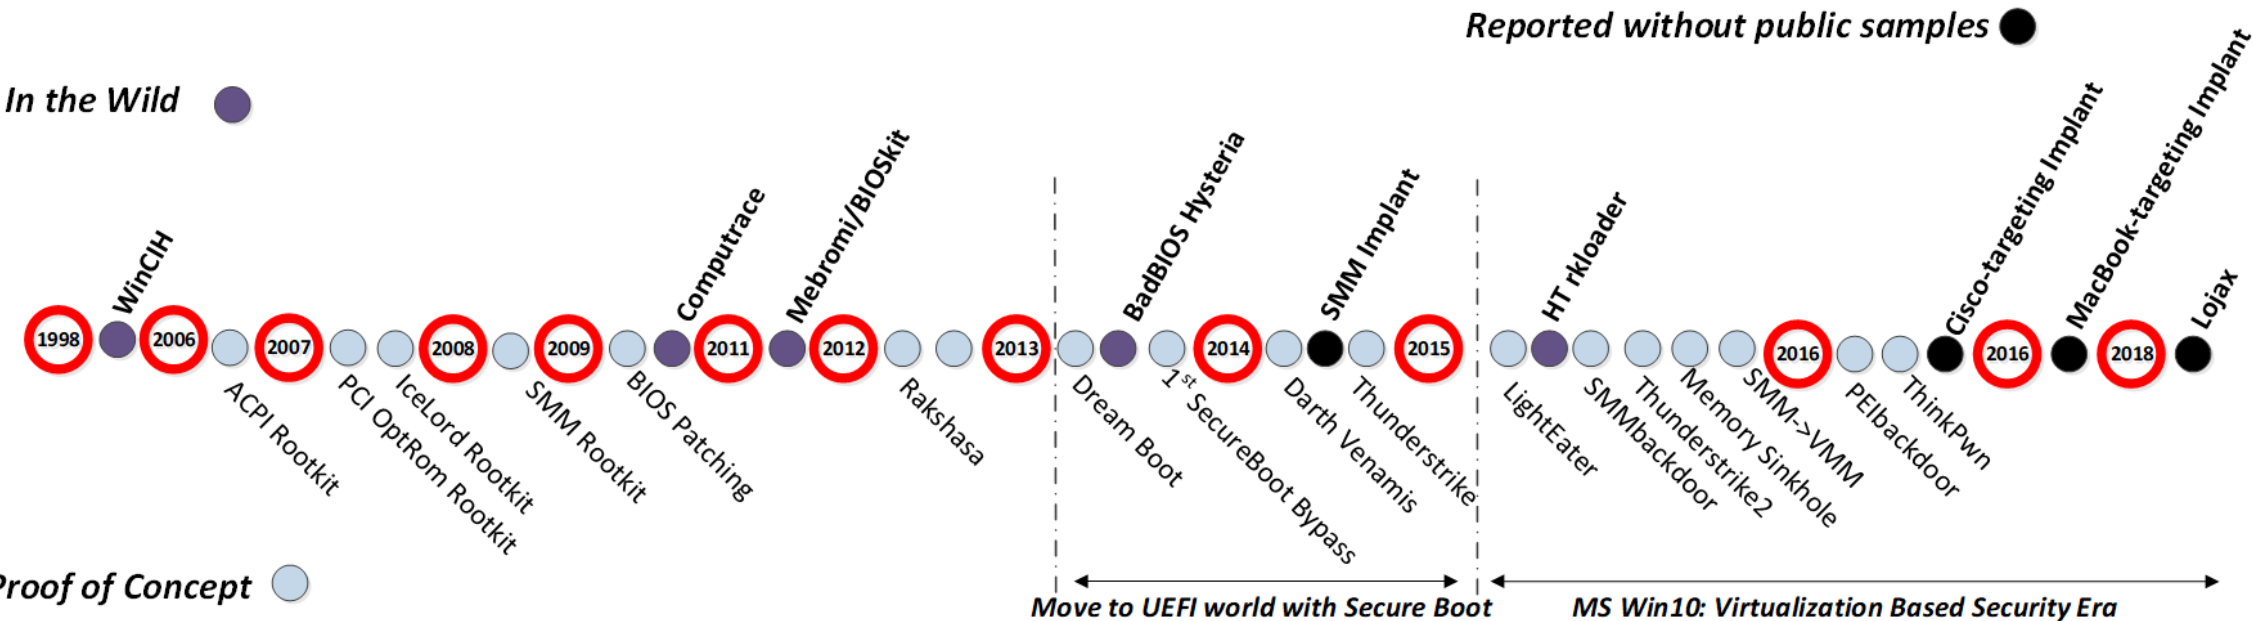 Reported without public samples
In the Wild
WinCIH
Computrace
Mebromi/BIOSkit
BadBIOS Hysteria
SMM Implant
HT rkloader
Cisco-targeting Implant
MacBook-targeting Implant
Lojax
1998
2006
2007
2008
2009
2011
2012
2013
2014
2015
2016
2016
2018
ACPI Rootkit
PCI OptRom Rootkit
IceLord Rootkit
SMM Rootkit
BIOS Patching
Rakshasa
Dream Boot
1st SecureBoot Bypass
Darth Venamis
Thunderstrike
LightEater
SMMbackdoor
Thunderstrike2
Memory Sinkhole
SMM->VMM
PEIbackdoor
ThinkPwn
Proof of Concept
Move to UEFI world with Secure Boot
MS Win10: Virtualization Based Security Era